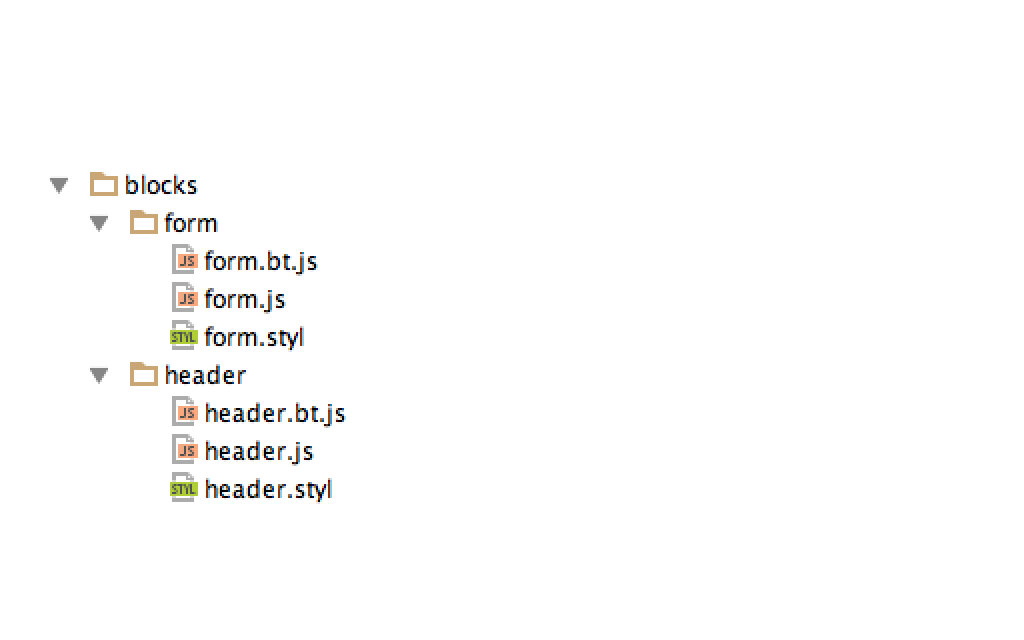 blocks
form
JS form.bt.js
JS form.js
STYL form.styl
header
JS header.bt.js
JS header.js
STYL header.styl